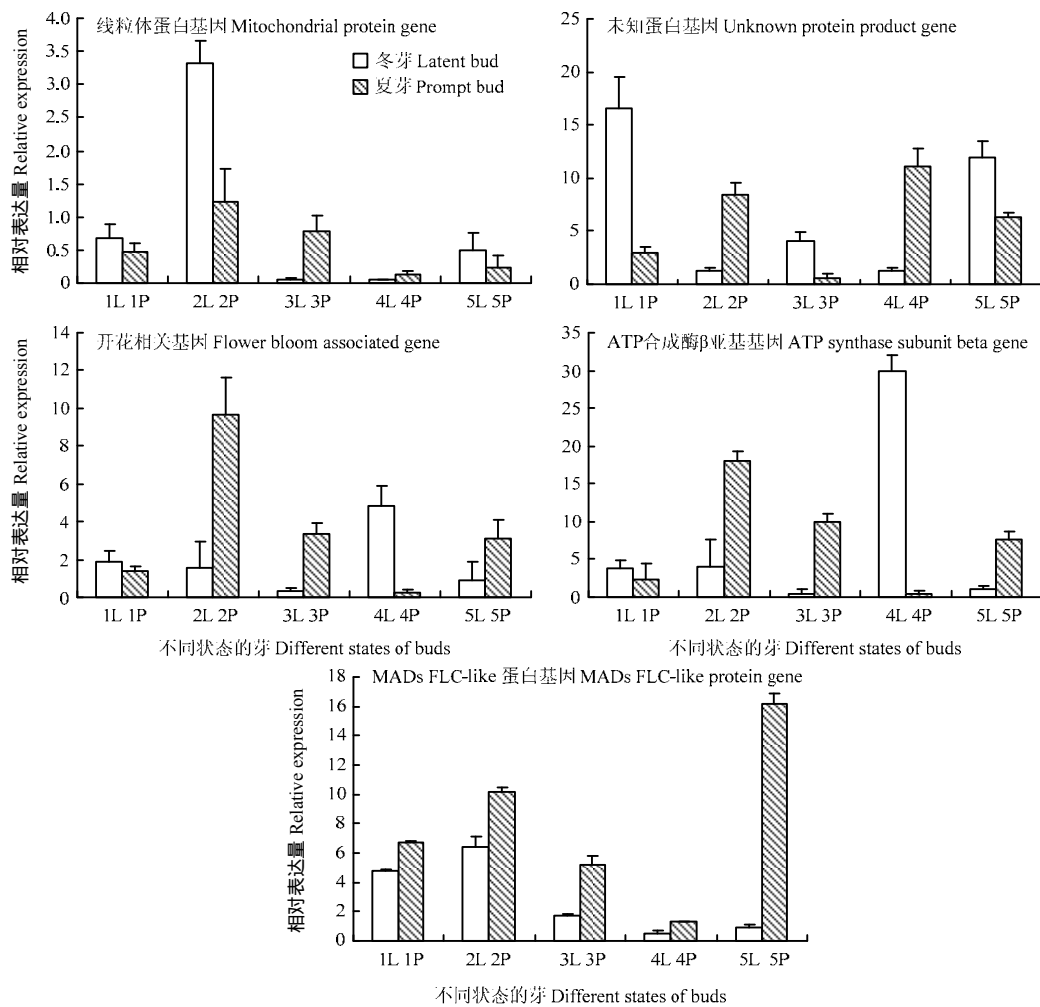 线粒体蛋白基因 Mitochondrial protein gene
冬芽 Latent bud
夏芽 Prompt bud
相对表达量 Relative expression
4.0
3.5
3.0
2.5
2.0
1.5
1.0
0.5
0
1L 1P 2L 2P 3L 3P 4L 4P 5L 5P
未知蛋白基因 Unknown protein product gene
25
20
15
10
5
0
1L 1P 2L 2P 3L 3P 4L 4P 5L 5P
开花相关基因 Flower bloom associated gene
相对表达量 Relative expression
14
12
10
8
6
4
2
0
1L 1P 2L 2P 3L 3P 4L 4P 5L 5P
不同状态的芽 Different states of buds
ATP合成酶β亚基基因 ATP synthase subunit beta gene
35
30
25
20
15
10
5
0
1L 1P 2L 2P 3L 3P 4L 4P 5L 5P
不同状态的芽 Different states of buds
MADs FLC-like 蛋白基因 MADs FLC-like protein gene
相对表达量 Relative expression
18
16
14
12
10
8
6
4
2
0
1L 1P 2L 2P 3L 3P 4L 4P 5L 5P
不同状态的芽 Different states of buds